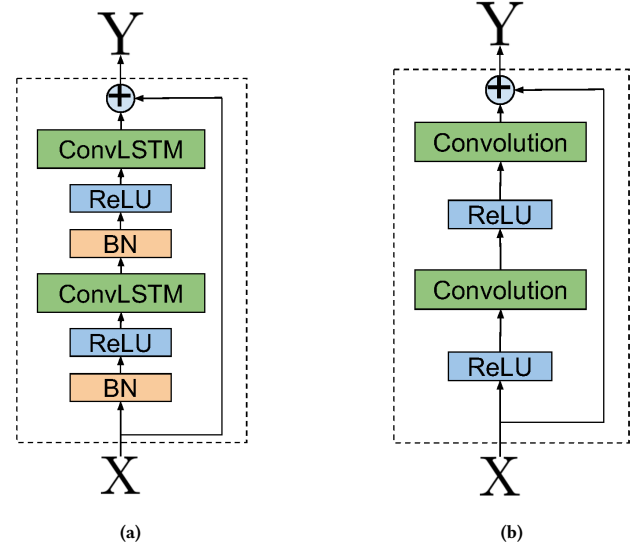 Y
ConvLSTM
ReLU
BN
ConvLSTM
ReLU
BN
X
(a)
Y
Convolution
ReLU
Convolution
ReLU
X
(b)